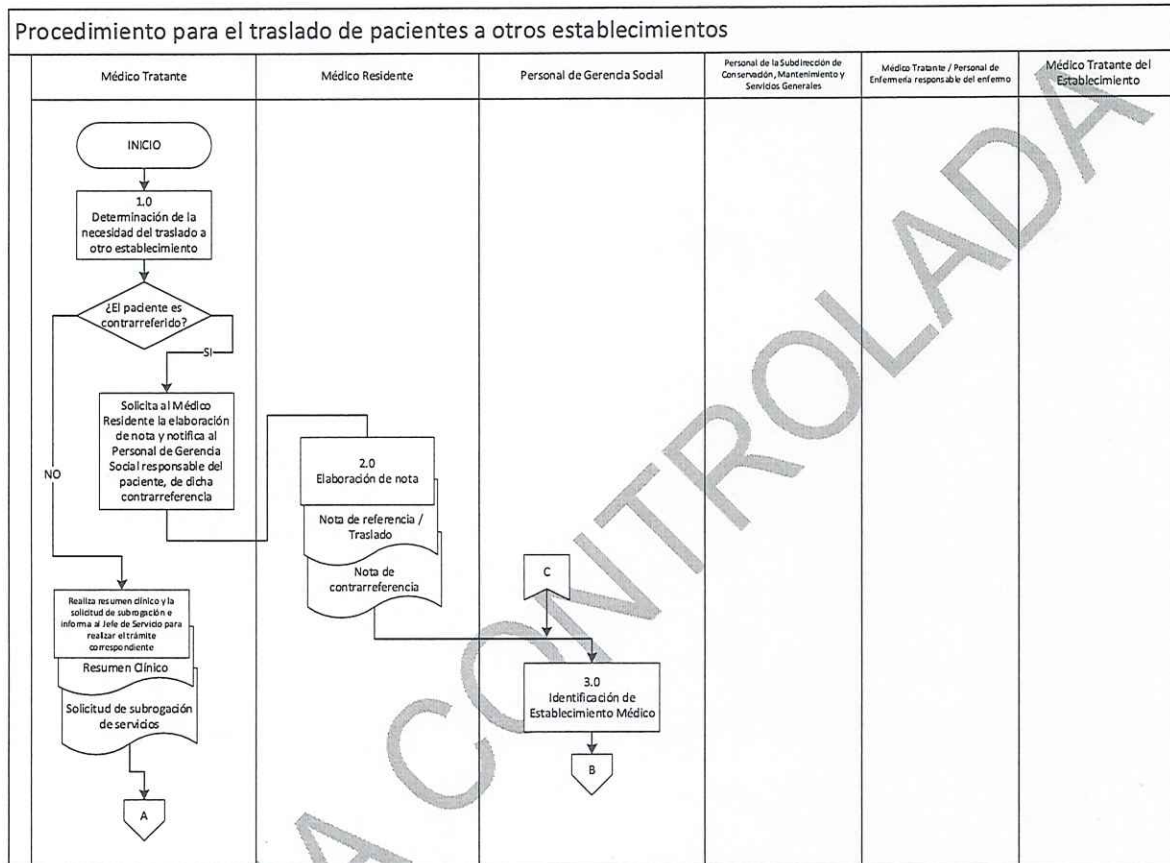 Procedimiento para el traslado de pacientes a otros establecimientos
Médico Tratante
Médico Residente
Personal de Gerencia Social
Personal de la Subdirección de
Conservación, Mantenimiento y
Servicios Generales
Médico Tratante / Personal de
Enfermería responsable del enfermo
Médico Tratante del
Establecimiento
INICIO
1.0
Determinación de la
necesidad del traslado a
otro establecimiento
¿El paciente es
contrarreferido?
SI
NO
Solicita al Médico
Residente la elaboración
de nota y notifica al
Personal de Gerencia
Social responsable del
paciente, de dicha
contrarreferencia
2.0
Elaboración de nota
Nota de referencia /
Traslado
Nota de
contrarreferencia
C
Realiza resumen clínico y la
solicitud de subrogación e
informa al Jefe de Servicio para
realizar el trámite
correspondiente
Resumen Clínico
Solicitud de subrogación
de servicios
A
3.0
Identificación de
Establecimiento Médico
B
A CONTROLADA